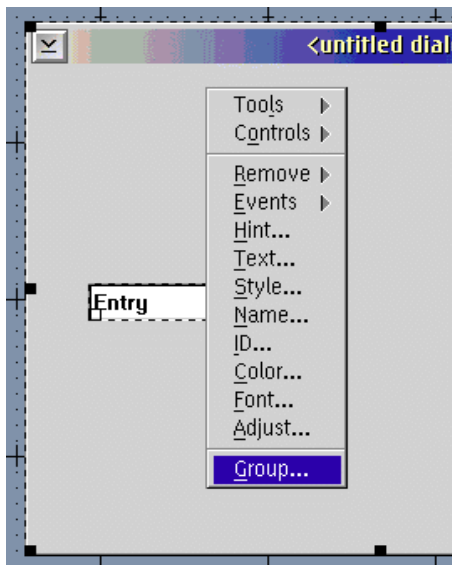 <untitled dial
Tools
Controls
Remove
Events
Hint...
Text...
Style...
Name...
ID...
Color...
Font...
Adjust...
Group...
Entry